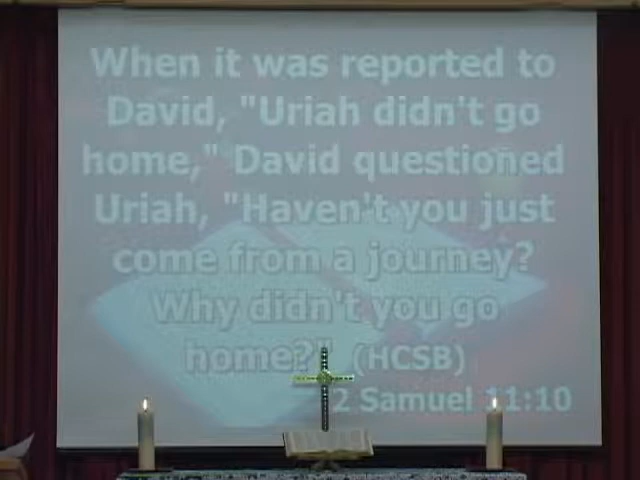 When it was reported to
David, "Uriah didn't go
home," David questioned
Uriah, "Haven't you just
come from a journey?
Why didn't you go
home?" (HCSB)
2 Samuel 11:10